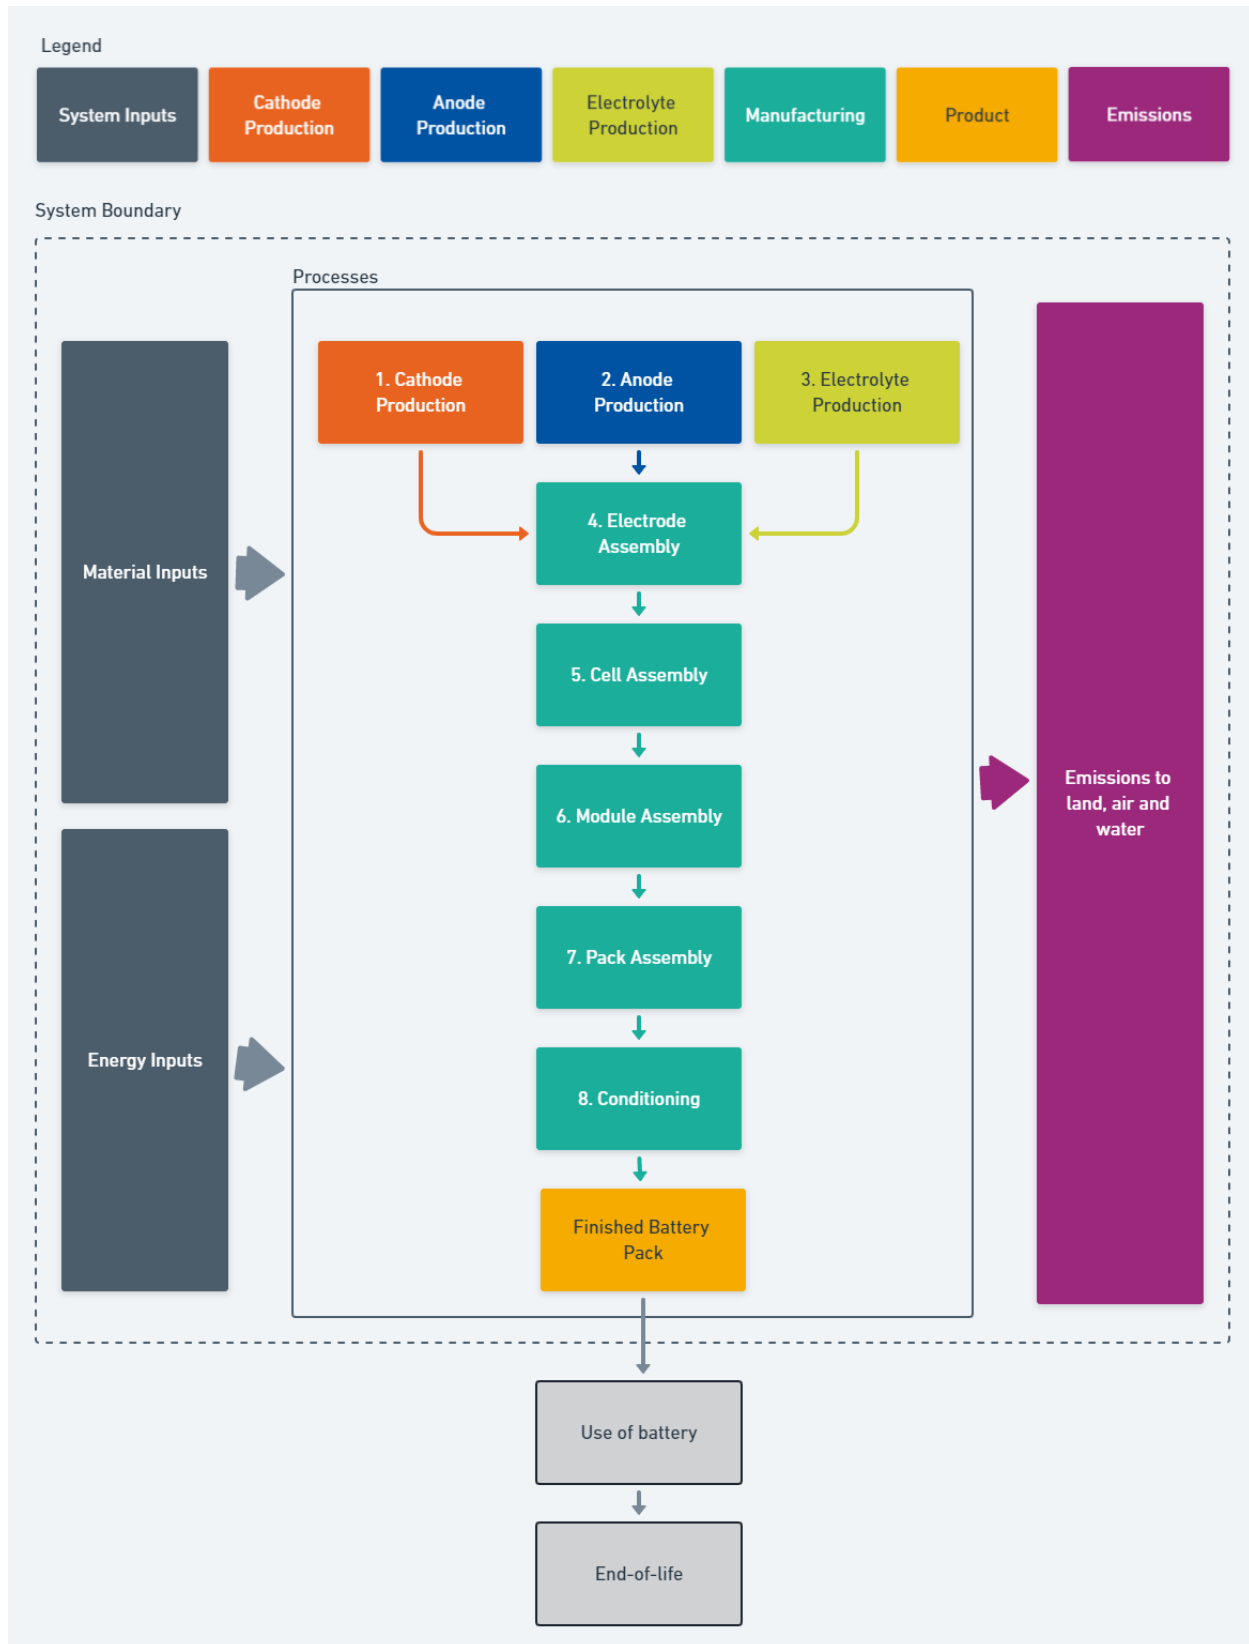 Legend
System Inputs
Cathode
Production
Anode
Production
Electrolyte
Production
Manufacturing
Product
Emissions
System Boundary
Processes
1. Cathode
Production
2. Anode
Production
3. Electrolyte
Production
4. Electrode
Assembly
Material Inputs
5. Cell Assembly
6. Module Assembly
Emissions to
land, air and
water
7. Pack Assembly
Energy Inputs
8. Conditioning
Finished Battery
Pack
Use of battery
End-of-life